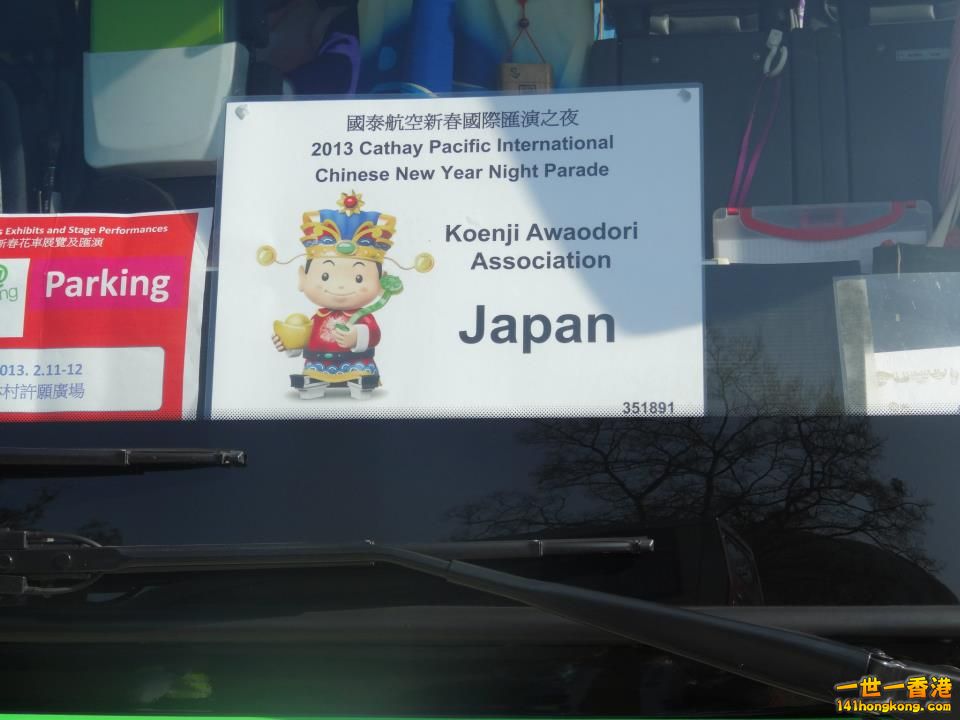 國泰航空新春國際匯演之夜
2013 Cathay Pacific International
Chinese New Year Night Parade
Koenji Awaodori
Association
Japan
351891
Exhibits and Stage Performances
新春花車展覽及匯演
Parking
013. 2.11-12
村許願廣場
一世一香港
141hongkong.com